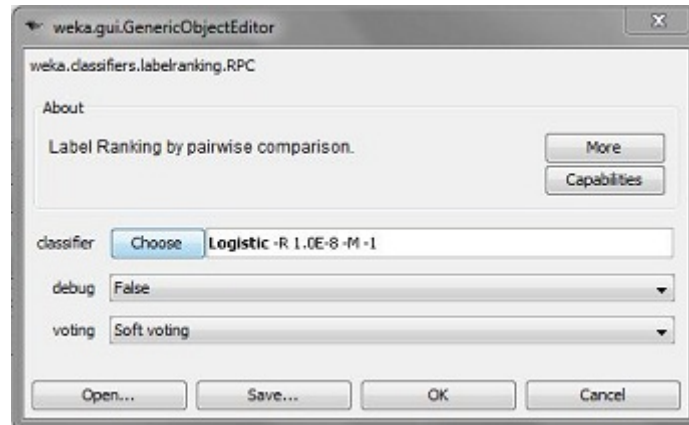 weka.gui.GenericObjectEditor
weka.classifiers.labelranking.RPC
About
Label Ranking by pairwise comparison.
More
Capabilities
classifier Choose Logistic -R 1.0E-8 -M -1
debug False
voting Soft voting
Open... Save... OK Cancel